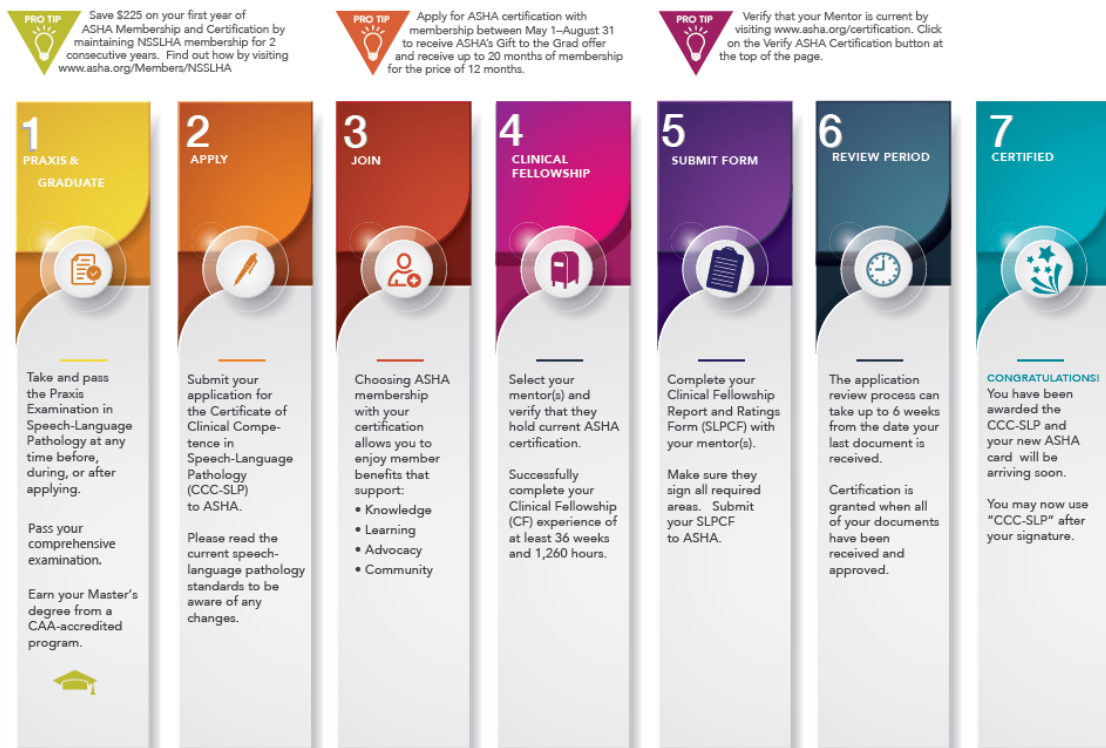 PRO TIP
Save $225 on your first year of
ASHA Membership and Certification by
maintaining NSSLHA membership for 2
consecutive years. Find out how by visiting
www.asha.org/Members/NSSLHA
PRO TIP
Apply for ASHA certification with
membership between May 1–August 31
to receive ASHA's Gift to the Grad offer
and receive up to 20 months of membership
for the price of 12 months.
PRO TIP
Verify that your Mentor is current by
visiting www.asha.org/certification. Click
on the Verify ASHA Certification button at
the top of the page.
1
PRAXIS &
GRADUATE
Take and pass
the Praxis
Examination in
Speech-Language
Pathology at any
time before,
during, or after
applying.
Pass your
comprehensive
examination.
Earn your Master's
degree from a
CAA-accredited
program.
2
APPLY
Submit your
application for
the Certificate of
Clinical Compe-
tence in
Speech-Language
Pathology
(CCC-SLP)
to ASHA.
Please read the
current speech-
language pathology
standards to be
aware of any
changes.
3
JOIN
Choosing ASHA
membership
with your
certification
allows you to
enjoy member
benefits that
support:
• Knowledge
• Learning
• Advocacy
• Community
4
CLINICAL
FELLOWSHIP
Select your
mentor(s) and
verify that they
hold current ASHA
certification.
Successfully
complete your
Clinical Fellowship
(CF) experience of
at least 36 weeks
and 1,260 hours.
5
SUBMIT FORM
Complete your
Clinical Fellowship
Report and Ratings
Form (SLPCF) with
your mentor(s).
Make sure they
sign all required
areas. Submit
your SLPCF
to ASHA.
6
REVIEW PERIOD
The application
review process can
take up to 6 weeks
from the date your
last document is
received.
Certification is
granted when all
of your documents
have been
received and
approved.
7
CERTIFIED
CONGRATULATIONS!
You have been
awarded the
CCC-SLP and
your new ASHA
card will be
arriving soon.
You may now use
"CCC-SLP" after
your signature.